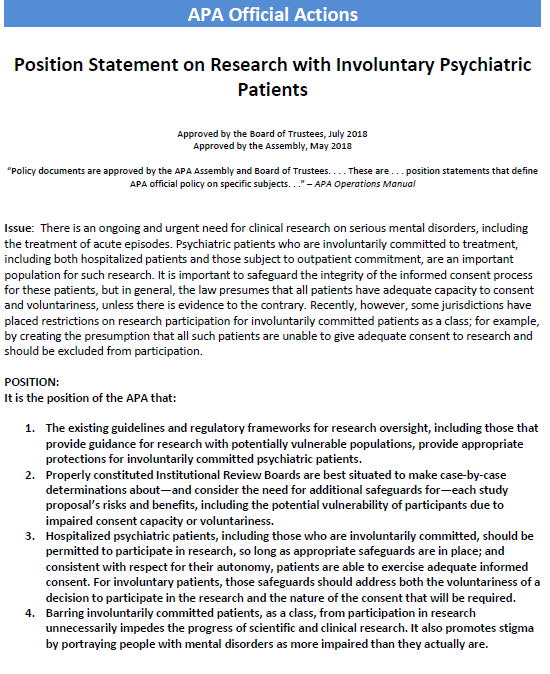 APA Official Actions
Position Statement on Research with Involuntary Psychiatric
Patients
Approved by the Board of Trustees, July 2018
Approved by the Assembly, May 2018
“Policy documents are approved by the APA Assembly and Board of Trustees. . . . These are . . . position statements that define
APA official policy on specific subjects. . .” – APA Operations Manual
Issue: There is an ongoing and urgent need for clinical research on serious mental disorders, including
the treatment of acute episodes. Psychiatric patients who are involuntarily committed to treatment,
including both hospitalized patients and those subject to outpatient commitment, are an important
population for such research. It is important to safeguard the integrity of the informed consent process
for these patients, but in general, the law presumes that all patients have adequate capacity to consent
and voluntariness, unless there is evidence to the contrary. Recently, however, some jurisdictions have
placed restrictions on research participation for involuntarily committed patients as a class; for example,
by creating the presumption that all such patients are unable to give adequate consent to research and
should be excluded from participation.
POSITION:
It is the position of the APA that:
1. The existing guidelines and regulatory frameworks for research oversight, including those that
provide guidance for research with potentially vulnerable populations, provide appropriate
protections for involuntarily committed psychiatric patients.
2. Properly constituted Institutional Review Boards are best situated to make case-by-case
determinations about—and consider the need for additional safeguards for—each study
proposal’s risks and benefits, including the potential vulnerability of participants due to
impaired consent capacity or voluntariness.
3. Hospitalized psychiatric patients, including those who are involuntarily committed, should be
permitted to participate in research, so long as appropriate safeguards are in place; and
consistent with respect for their autonomy, patients are able to exercise adequate informed
consent. For involuntary patients, those safeguards should address both the voluntariness of a
decision to participate in the research and the nature of the consent that will be required.
4. Barring involuntarily committed patients, as a class, from participation in research
unnecessarily impedes the progress of scientific and clinical research. It also promotes stigma
by portraying people with mental disorders as more impaired than they actually are.